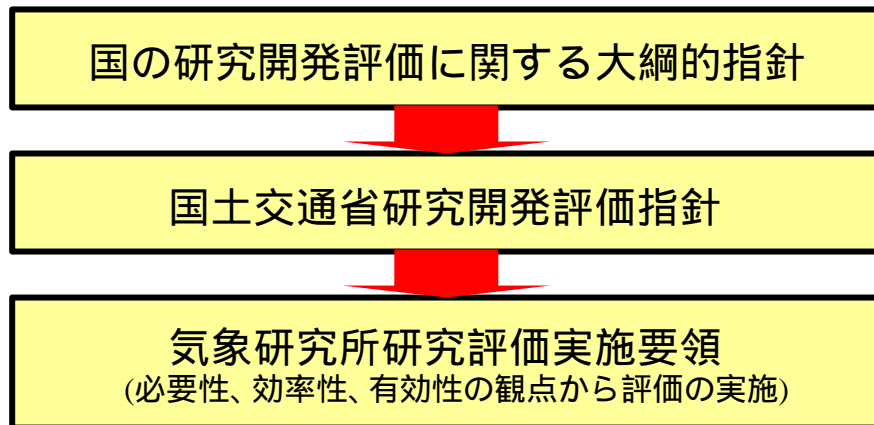 国の研究開発評価に関する大綱的指針
国土交通省研究開発評価指針
気象研究所研究評価実施要領
(必要性、効率性、有効性の観点から評価の実施)